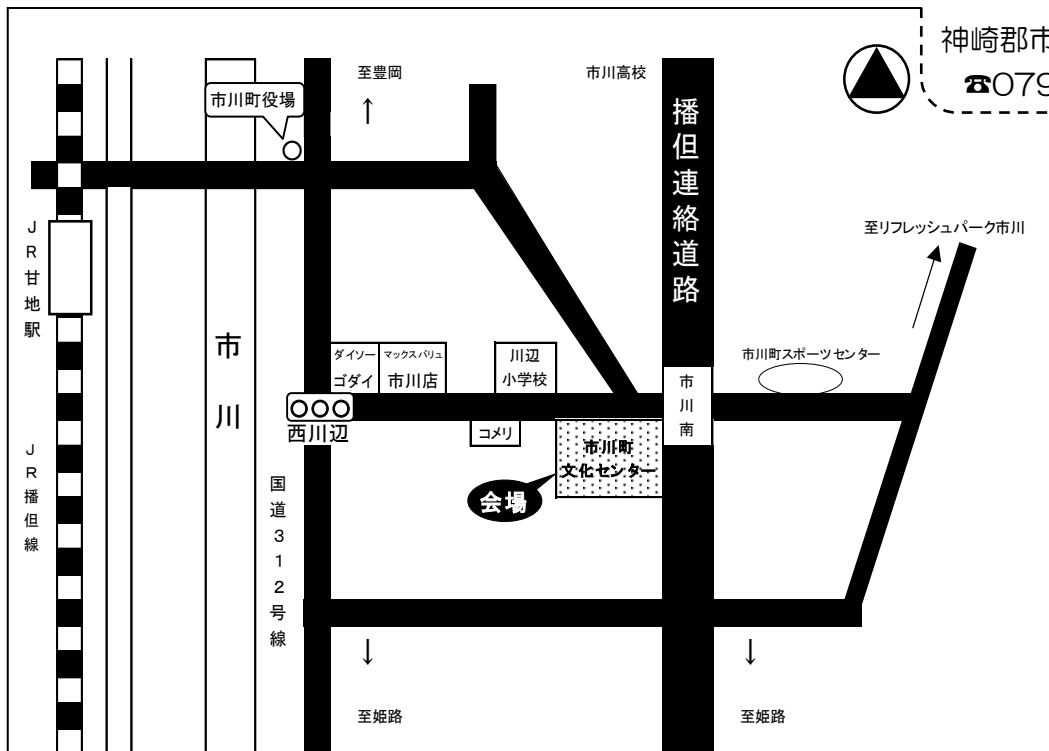 神崎郡市
☎079
至豊岡
市川高校
市川町役場
播但連絡道路
至リフレッシュパーク市川
JR甘地駅
市川
ダイソー
ゴダイ
マックスバリュ
市川店
川辺
小学校
市川町スポーツセンター
市川南
西川辺
コメリ
市川町
文化センター
会場
JR播但線
国道312号線
至姫路
至姫路